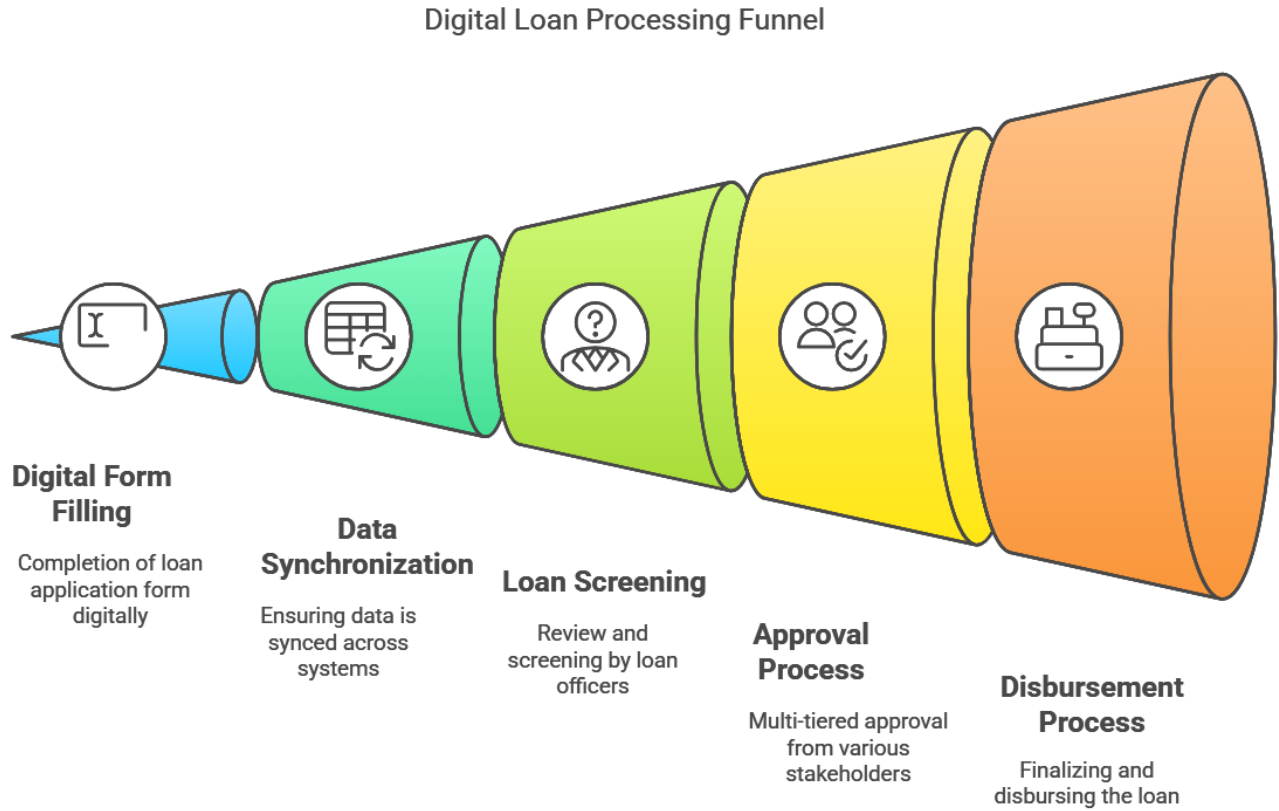 Digital Loan Processing Funnel
Digital Form
Filling
Completion of loan
application form
digitally
Data
Synchronization
Ensuring data is
synced across
systems
Loan Screening
Review and
screening by loan
officers
Approval
Process
Multi-tiered approval
from various
stakeholders
Disbursement
Process
Finalizing and
disbursing the loan